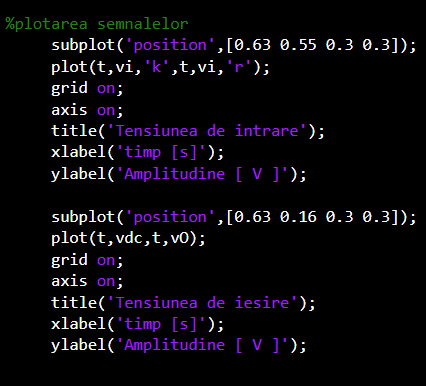 %plotarea semnalelor
subplot('position',[0.63 0.55 0.3 0.3]);
plot(t,vi,'k',t,vi,'r');
grid on;
axis on;
title('Tensiunea de intrare');
xlabel('timp [s]');
ylabel('Amplitudine [ V ]');
subplot('position',[0.63 0.16 0.3 0.3]);
plot(t,vdc,t,vO);
grid on;
axis on;
title('Tensiunea de iesire');
xlabel('timp [s]');
ylabel('Amplitudine [ V ]');